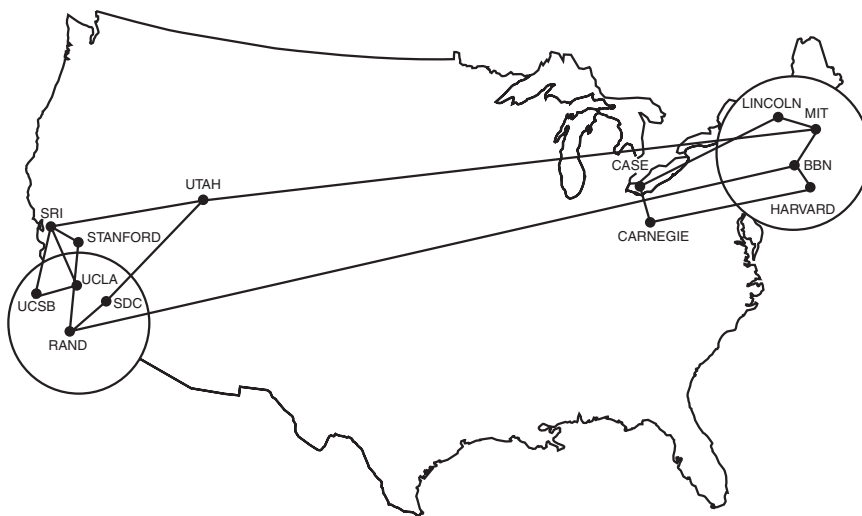 LINCOLN
MIT
CASE
BBN
UTAH
HARVARD
SRI
STANFORD
CARNEGIE
UCLA
UCSB
SDC
RAND